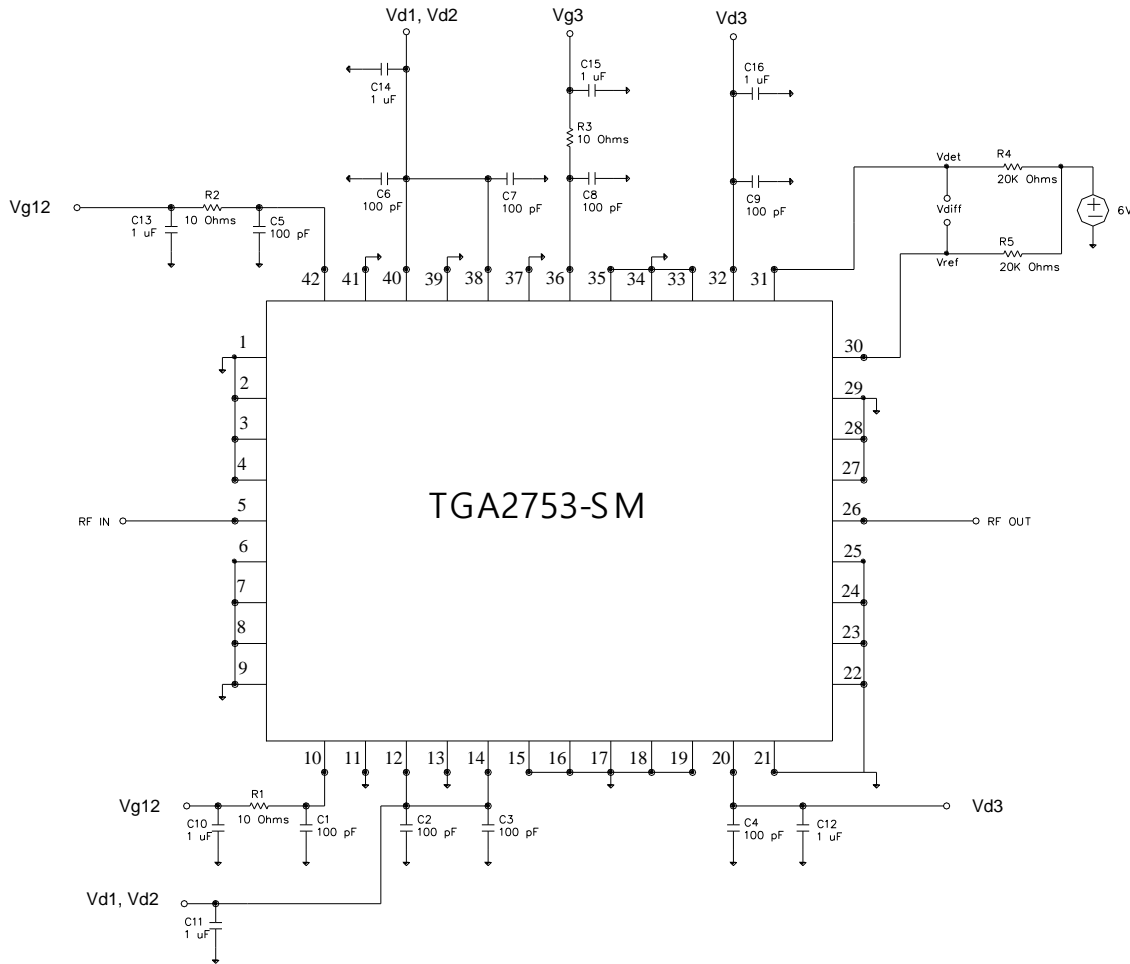 Vd1, Vd2
Vg3
Vd3
C14
1 uF
C15
1 uF
C16
1 uF
R3
10 Ohms
C6
100 pF
C7
100 pF
C8
100 pF
C9
100 pF
Vdet
R4
20K Ohms
Vdiff
6V
Vref
R5
20K Ohms
Vg12
R2
10 Ohms
C13
1 uF
C5
100 pF
42
41
40
39
38
37
36
35
34
33
32
31
1
2
3
4
5
6
7
8
9
30
29
28
27
26
25
24
23
22
RF IN
TGA2753-SM
RF OUT
10
11
12
13
14
15
16
17
18
19
20
21
Vg12
R1
10 Ohms
C10
1 uF
C1
100 pF
C2
100 pF
C3
100 pF
C4
100 pF
C12
1 uF
Vd3
Vd1, Vd2
C11
1 uF